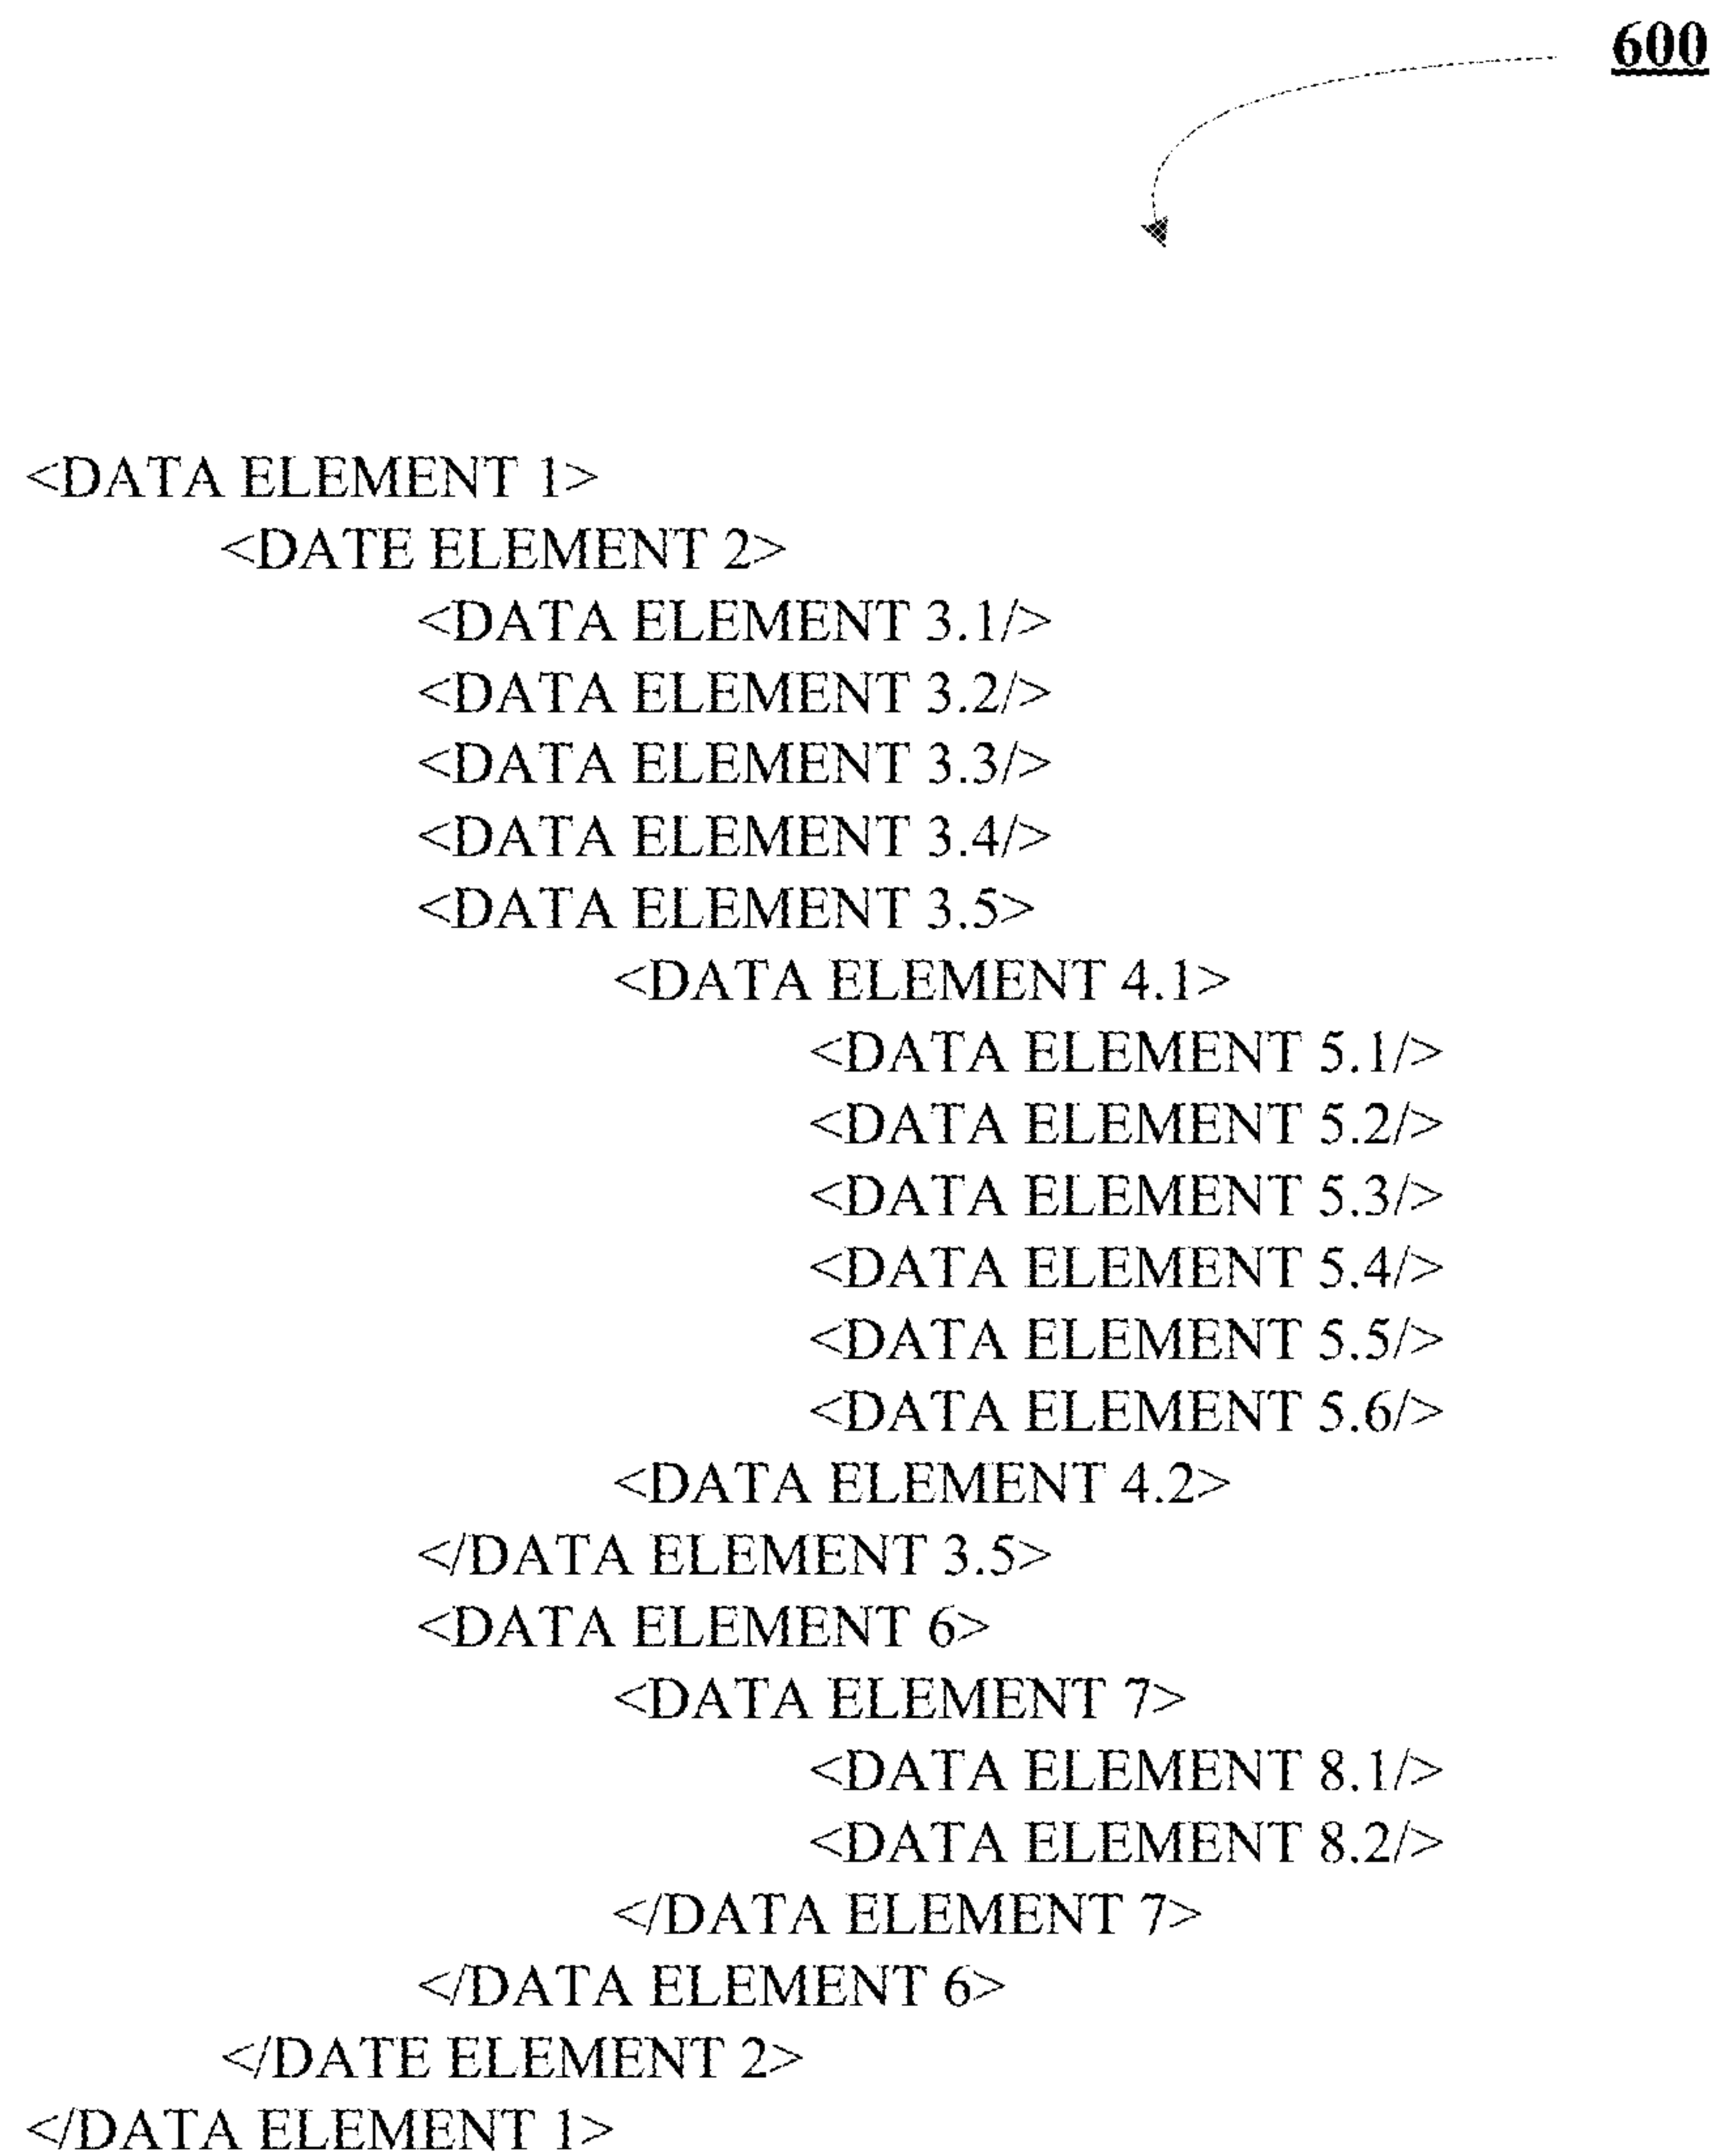 600
<DATA ELEMENT 1>
<DATE ELEMENT 2>
<DATA ELEMENT 3.1/>
<DATA ELEMENT 3.2/>
<DATA ELEMENT 3.3/>
<DATA ELEMENT 3.4/>
<DATA ELEMENT 3.5>
<DATA ELEMENT 4.1>
<DATA ELEMENT 5.1/>
<DATA ELEMENT 5.2/>
<DATA ELEMENT 5.3/>
<DATA ELEMENT 5.4/>
<DATA ELEMENT 5.5/>
<DATA ELEMENT 5.6/>
<DATA ELEMENT 4.2>
</DATA ELEMENT 3.5>
<DATA ELEMENT 6>
<DATA ELEMENT 7>
<DATA ELEMENT 8.1/>
<DATA ELEMENT 8.2/>
</DATA ELEMENT 7>
</DATA ELEMENT 6>
</DATE ELEMENT 2>
</DATA ELEMENT 1>